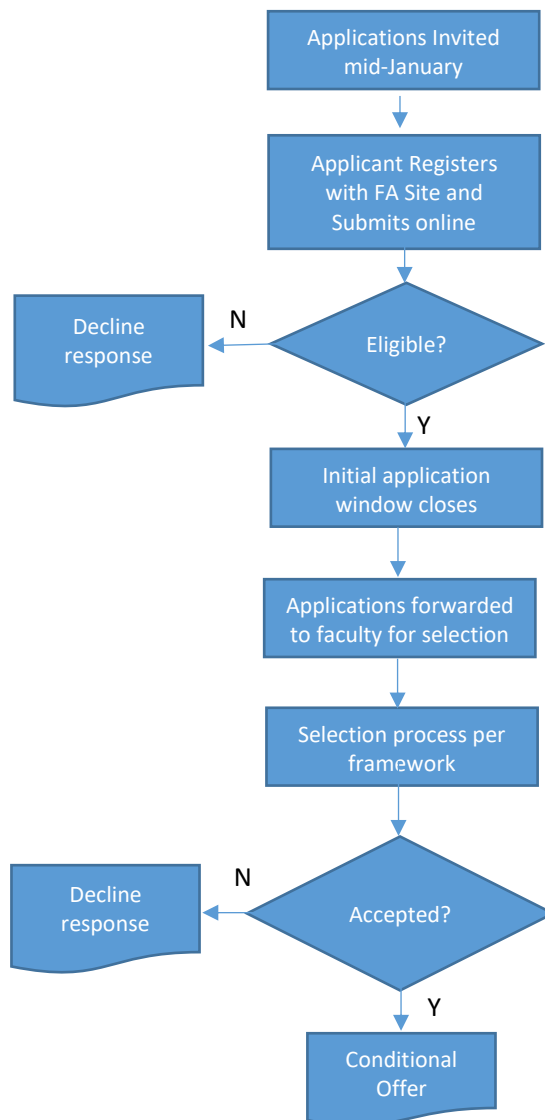 Applications Invited
mid-January
Applicant Registers
with FA Site and
Submits online
Decline
response
N
Eligible?
Y
Initial application
window closes
Applications forwarded
to faculty for selection
Selection process per
framework
Decline
response
N
Accepted?
Y
Conditional
Offer